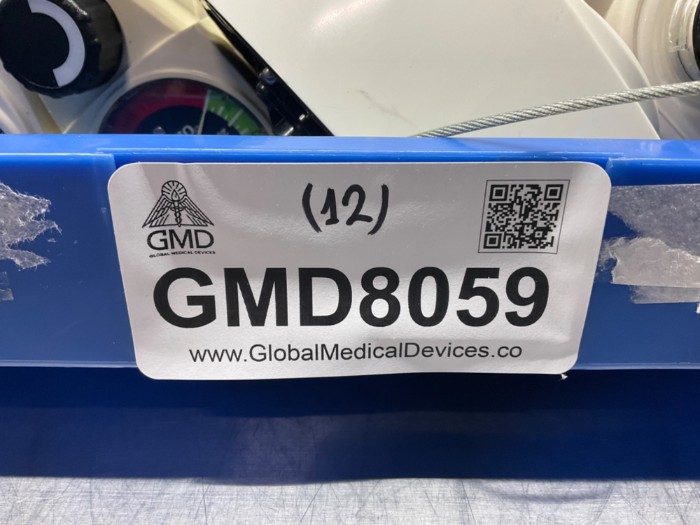 (12)
GMD
GLOBAL MEDICAL DEVICES
GMD8059
www.GlobalMedicalDevices.co